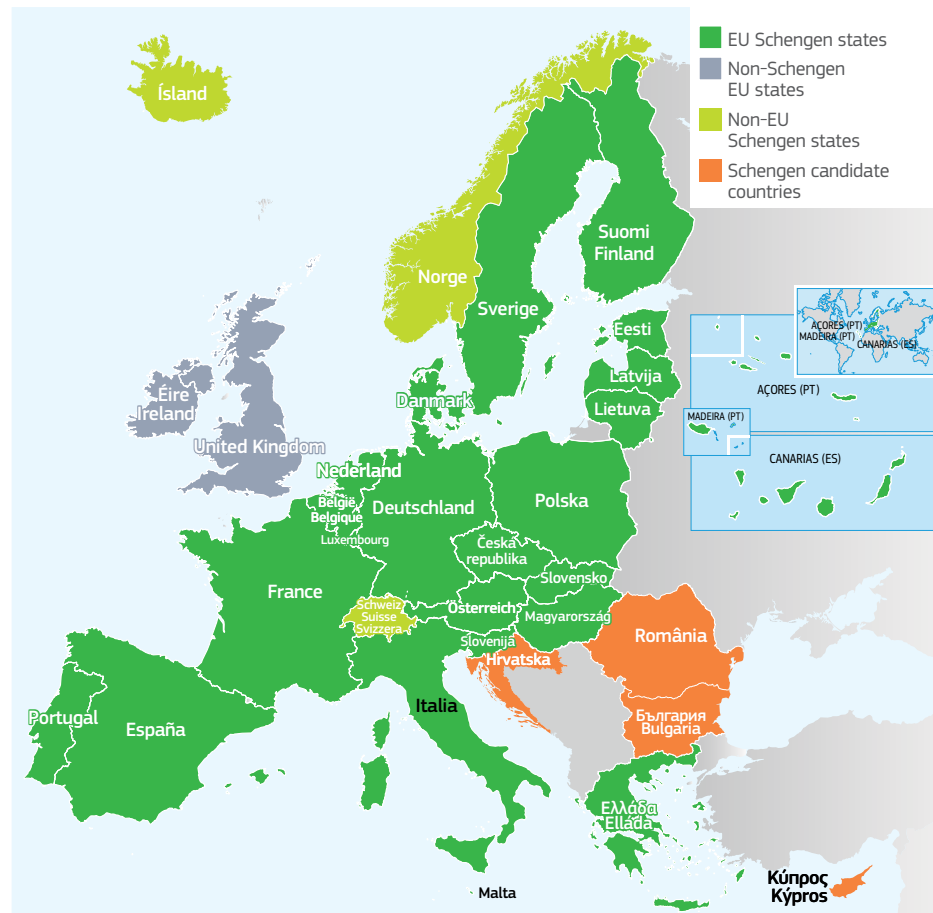 EU Schengen states
Non-Schengen
EU states
Non-EU
Schengen states
Schengen candidate
countries
Ísland
Suomi
Finland
Norge
Sverige
Eesti
Latvija
Lietuva
Danmark
Éire
Ireland
United Kingdom
Nederland
België
Belgique
Luxembourg
Deutschland
Polska
Česká
republika
Slovensko
France
Schweiz
Suisse
Svizzera
Österreich
Magyarország
Slovenija
Hrvatska
România
България
Bulgaria
Italia
Portugal
España
Ελλάδα
Elláda
Malta
Κύπρος
Kýpros
AÇORES (PT)
MADEIRA (PT)
CANARIAS (ES)
AÇORES (PT)
MADEIRA (PT)
CANARIAS (ES)